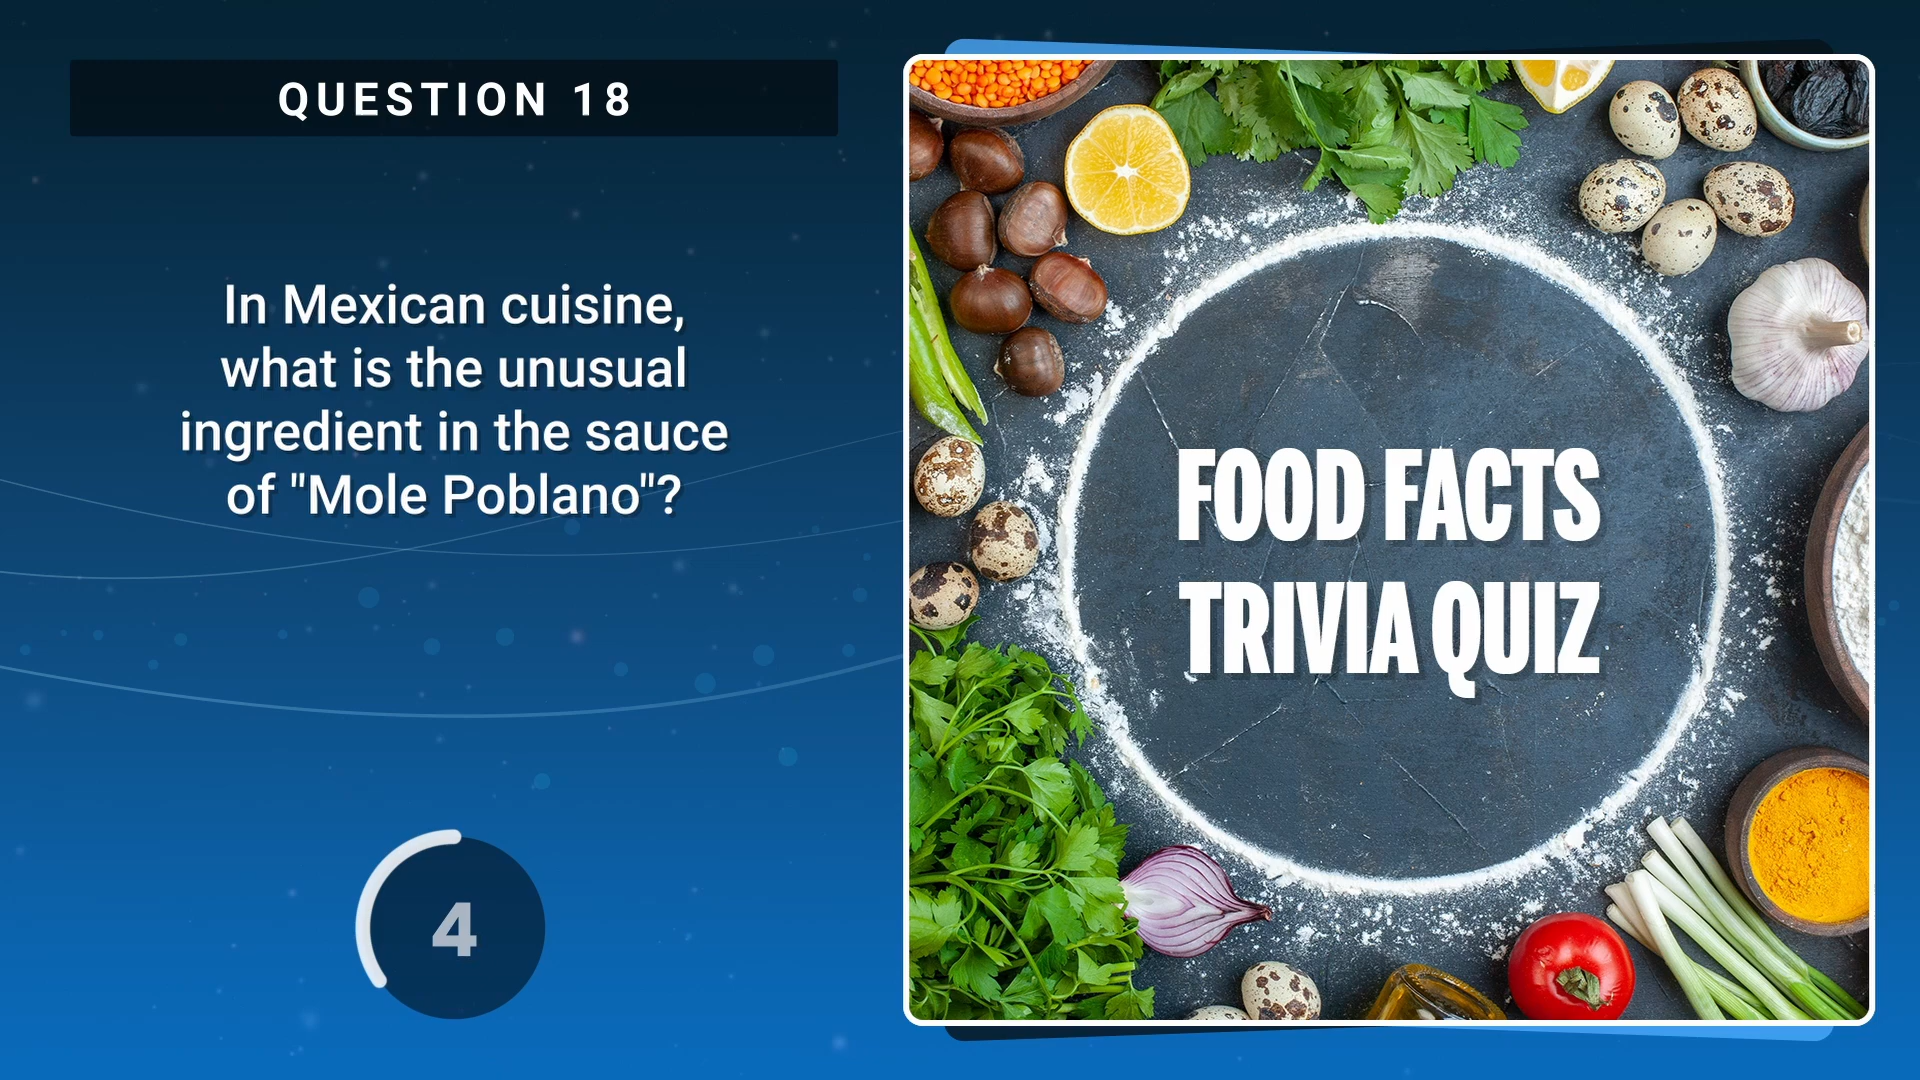 QUESTION 18
In Mexican cuisine,
what is the unusual
ingredient in the sauce
of "Mole Poblano"?
4
FOOD FACTS
TRIVIA QUIZ